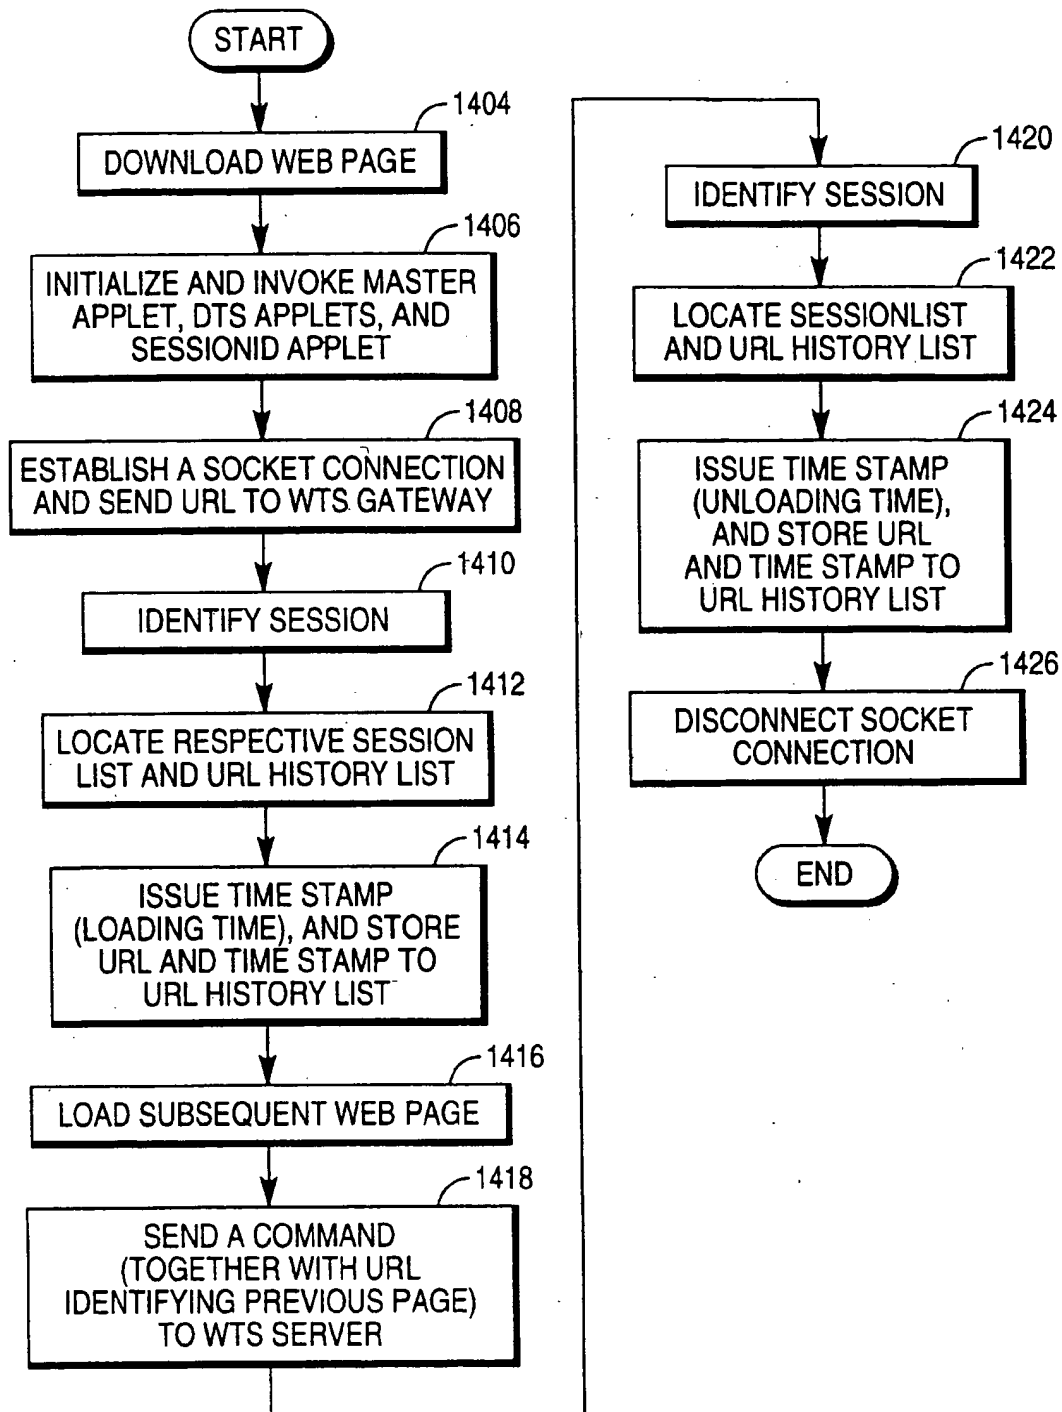 START
1404
DOWNLOAD WEB PAGE
1406
INITIALIZE AND INVOKE MASTER
APPLET, DTS APPLETS, AND
SESSIONID APPLET
1408
ESTABLISH A SOCKET CONNECTION
AND SEND URL TO WTS GATEWAY
1410
IDENTIFY SESSION
1412
LOCATE RESPECTIVE SESSION
LIST AND URL HISTORY LIST
1414
ISSUE TIME STAMP
(LOADING TIME), AND STORE
URL AND TIME STAMP TO
URL HISTORY LIST
1416
LOAD SUBSEQUENT WEB PAGE
1418
SEND A COMMAND
(TOGETHER WITH URL
IDENTIFYING PREVIOUS PAGE)
TO WTS SERVER
1420
IDENTIFY SESSION
1422
LOCATE SESSIONLIST
AND URL HISTORY LIST
1424
ISSUE TIME STAMP
(UNLOADING TIME),
AND STORE URL
AND TIME STAMP TO
URL HISTORY LIST
1426
DISCONNECT SOCKET
CONNECTION
END